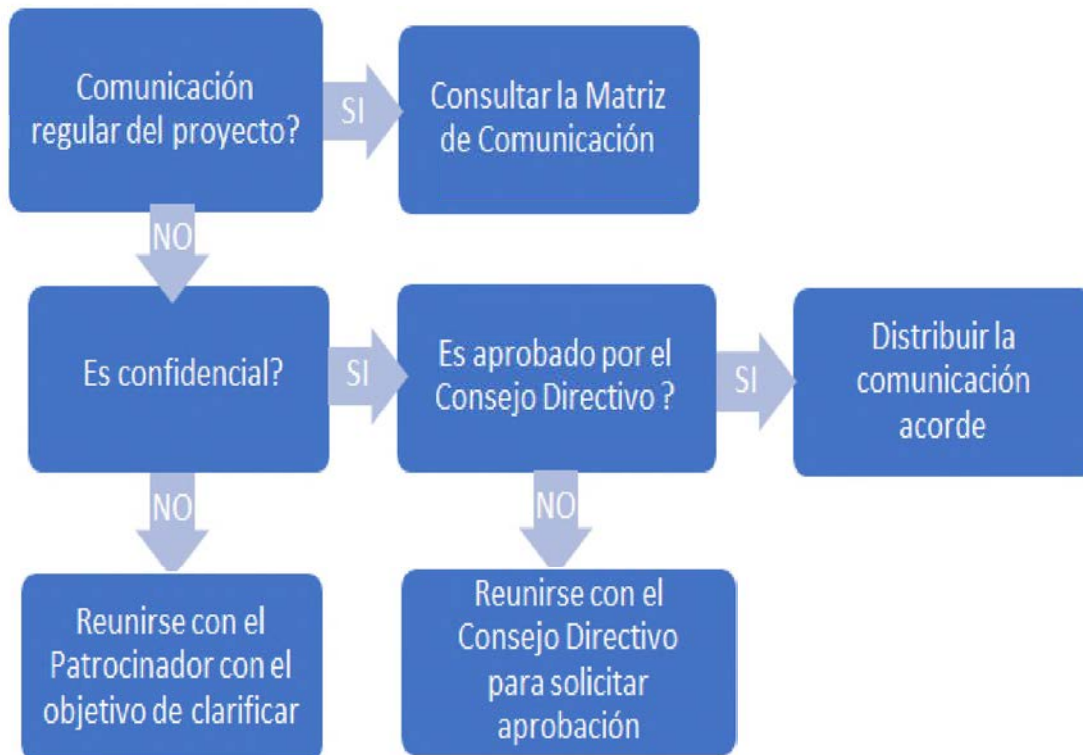 Comunicación
regular del proyecto?
SI
Consultar la Matriz
de Comunicación
NO
Es confidencial?
SI
Es aprobado por el
Consejo Directivo ?
SI
Distribuir la
comunicación
acorde
NO
NO
Reunirse con el
Patrocinador con el
objetivo de clarificar
Reunirse con el
Consejo Directivo
para solicitar
aprobación